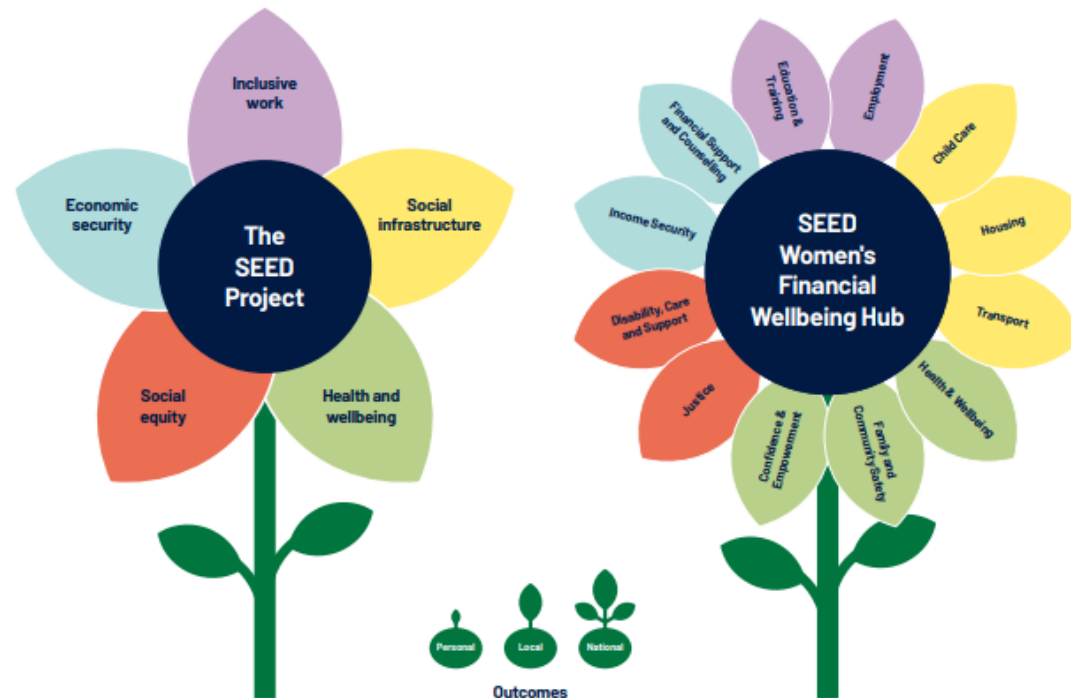 Inclusive
work
Economic
security
Social
infrastructure
The
SEED
Project
Social
equity
Health and
wellbeing
Education &
Training
Employment
Financial Support
and Counselling
Child Care
Income Security
Housing
SEED
Women's
Financial
Wellbeing Hub
Disability, Care
and Support
Transport
Justice
Health & Wellbeing
Confidence &
Empowerment
Family and
Community Safety
Personal
Local
National
Outcomes